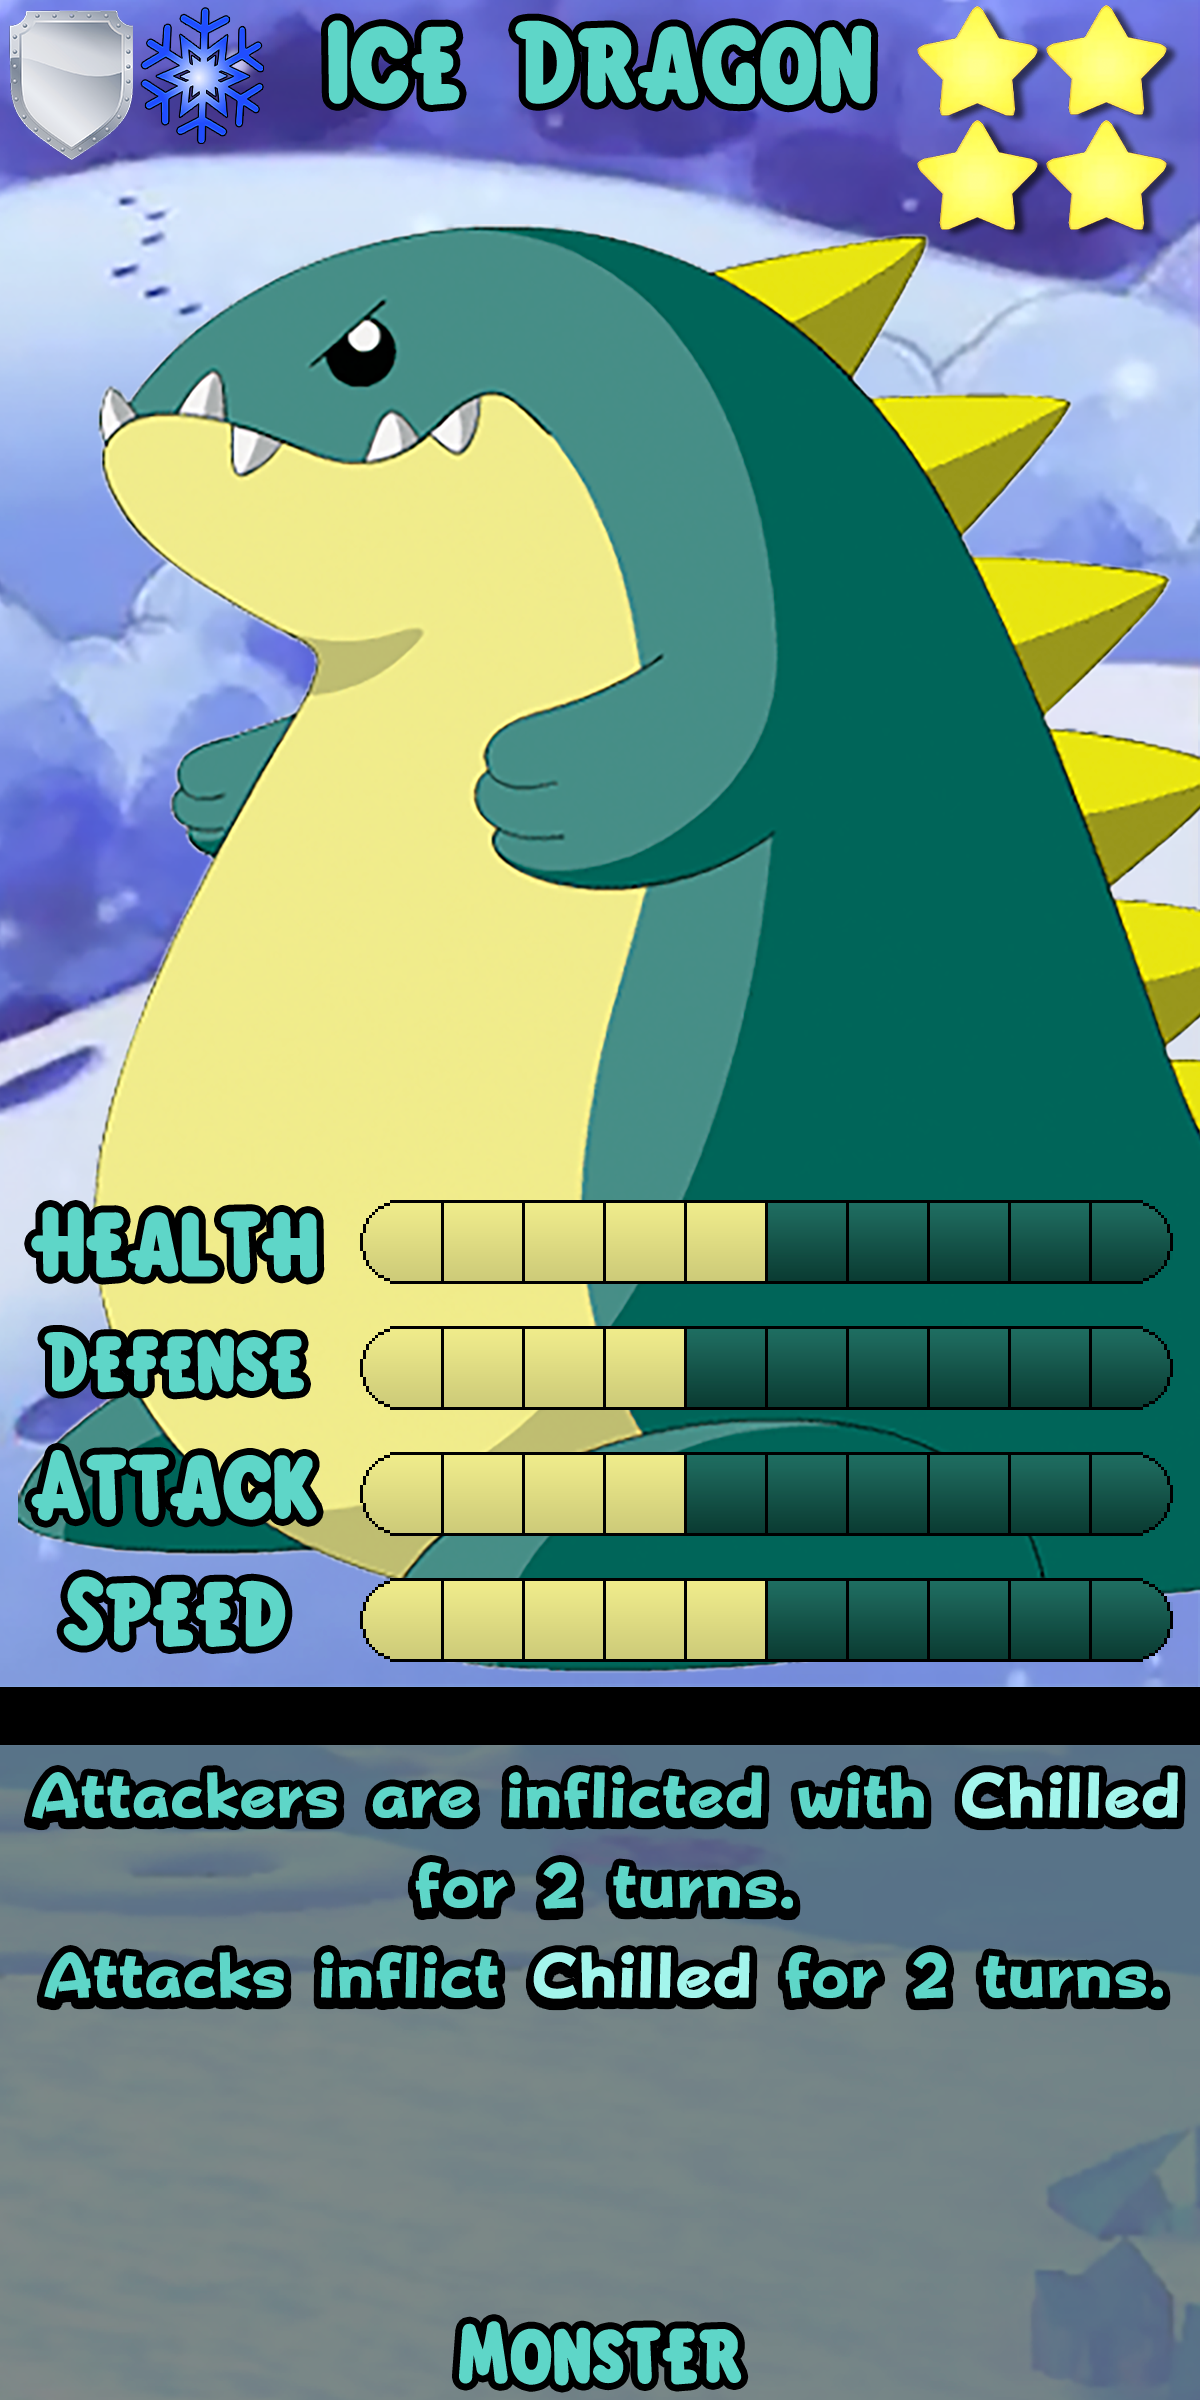 ICE DRAGON
HEALTH
DEFENSE
ATTACK
SPEED
Attackers are inflicted with Chilled
for 2 turns.
Attacks inflict Chilled for 2 turns.
MONSTER